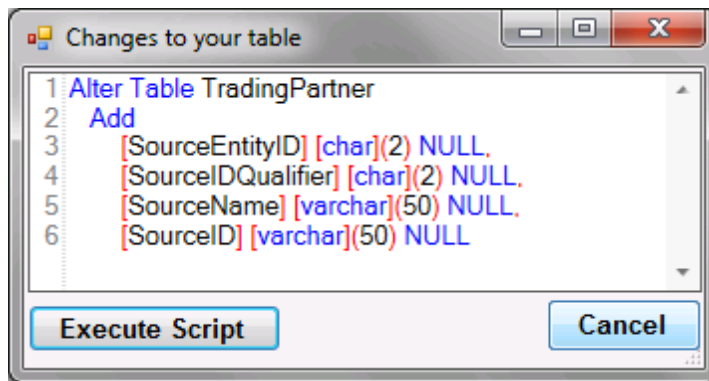 Changes to your table
1 Alter Table TradingPartner
2 Add
3 [SourceEntityID] [char](2) NULL,
4 [SourceIDQualifier] [char](2) NULL,
5 [SourceName] [varchar](50) NULL,
6 [SourceID] [varchar](50) NULL
Execute Script Cancel